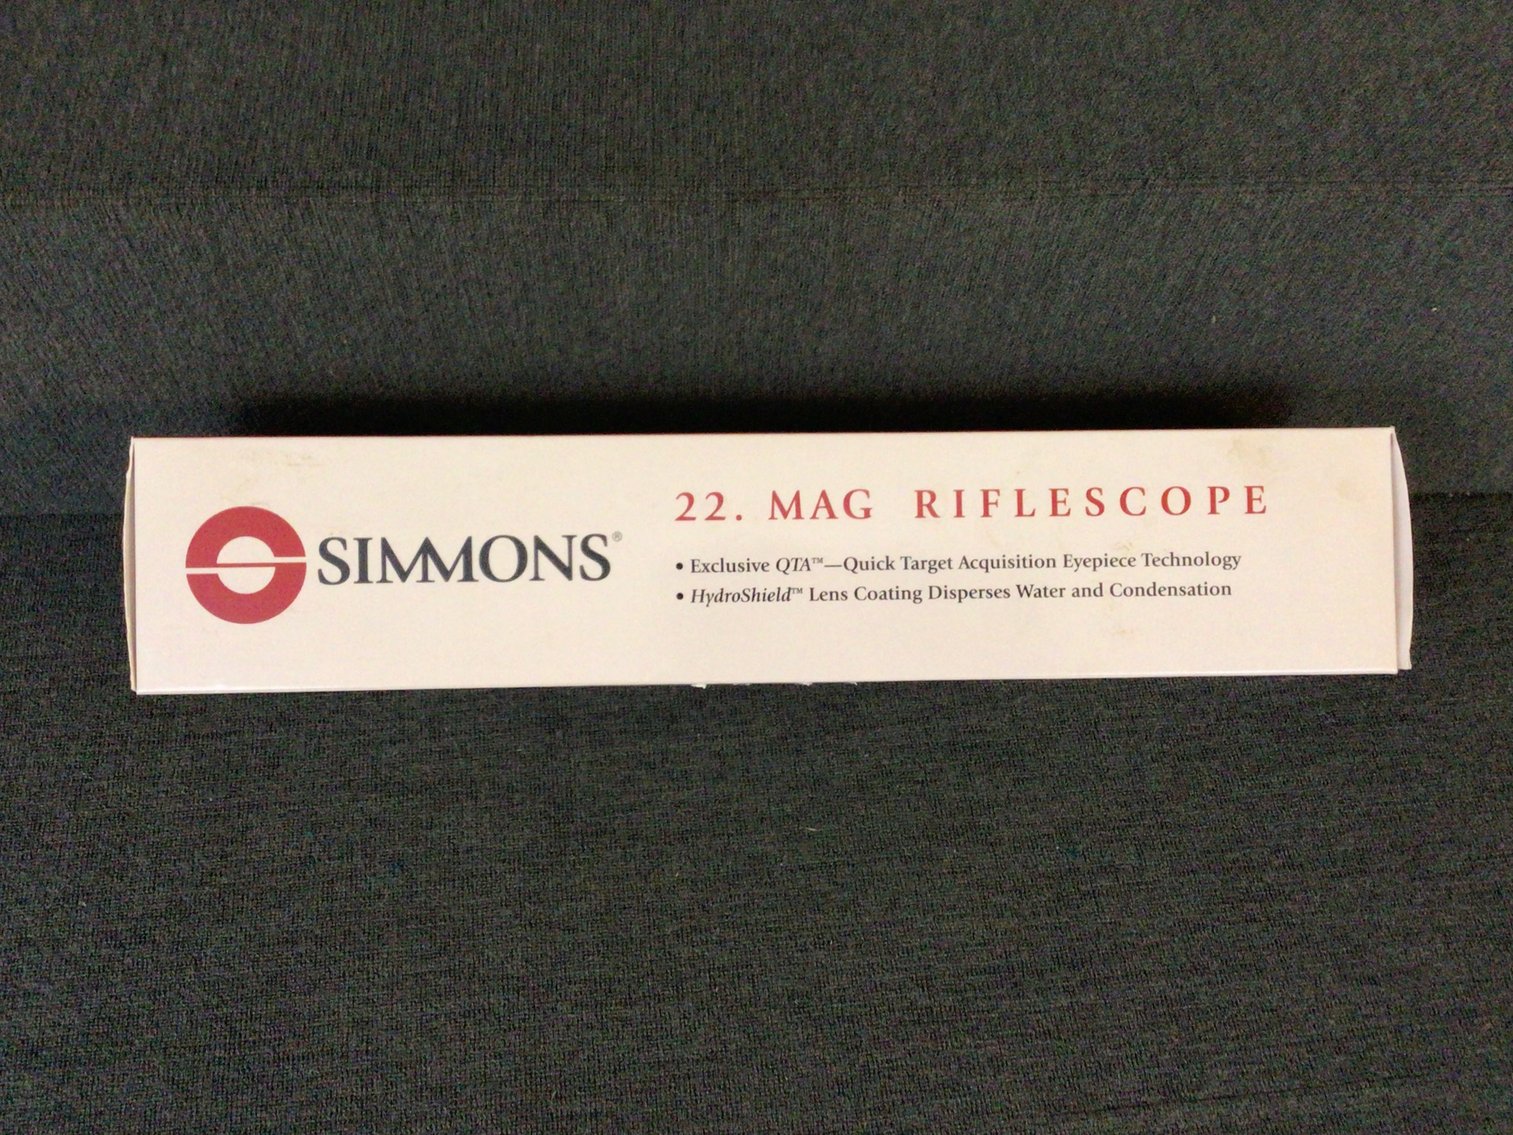 SIMMONS®
22. MAG RIFLESCOPE
• Exclusive QTA™—Quick Target Acquisition Eyepiece Technology
• HydroShield™ Lens Coating Disperses Water and Condensation